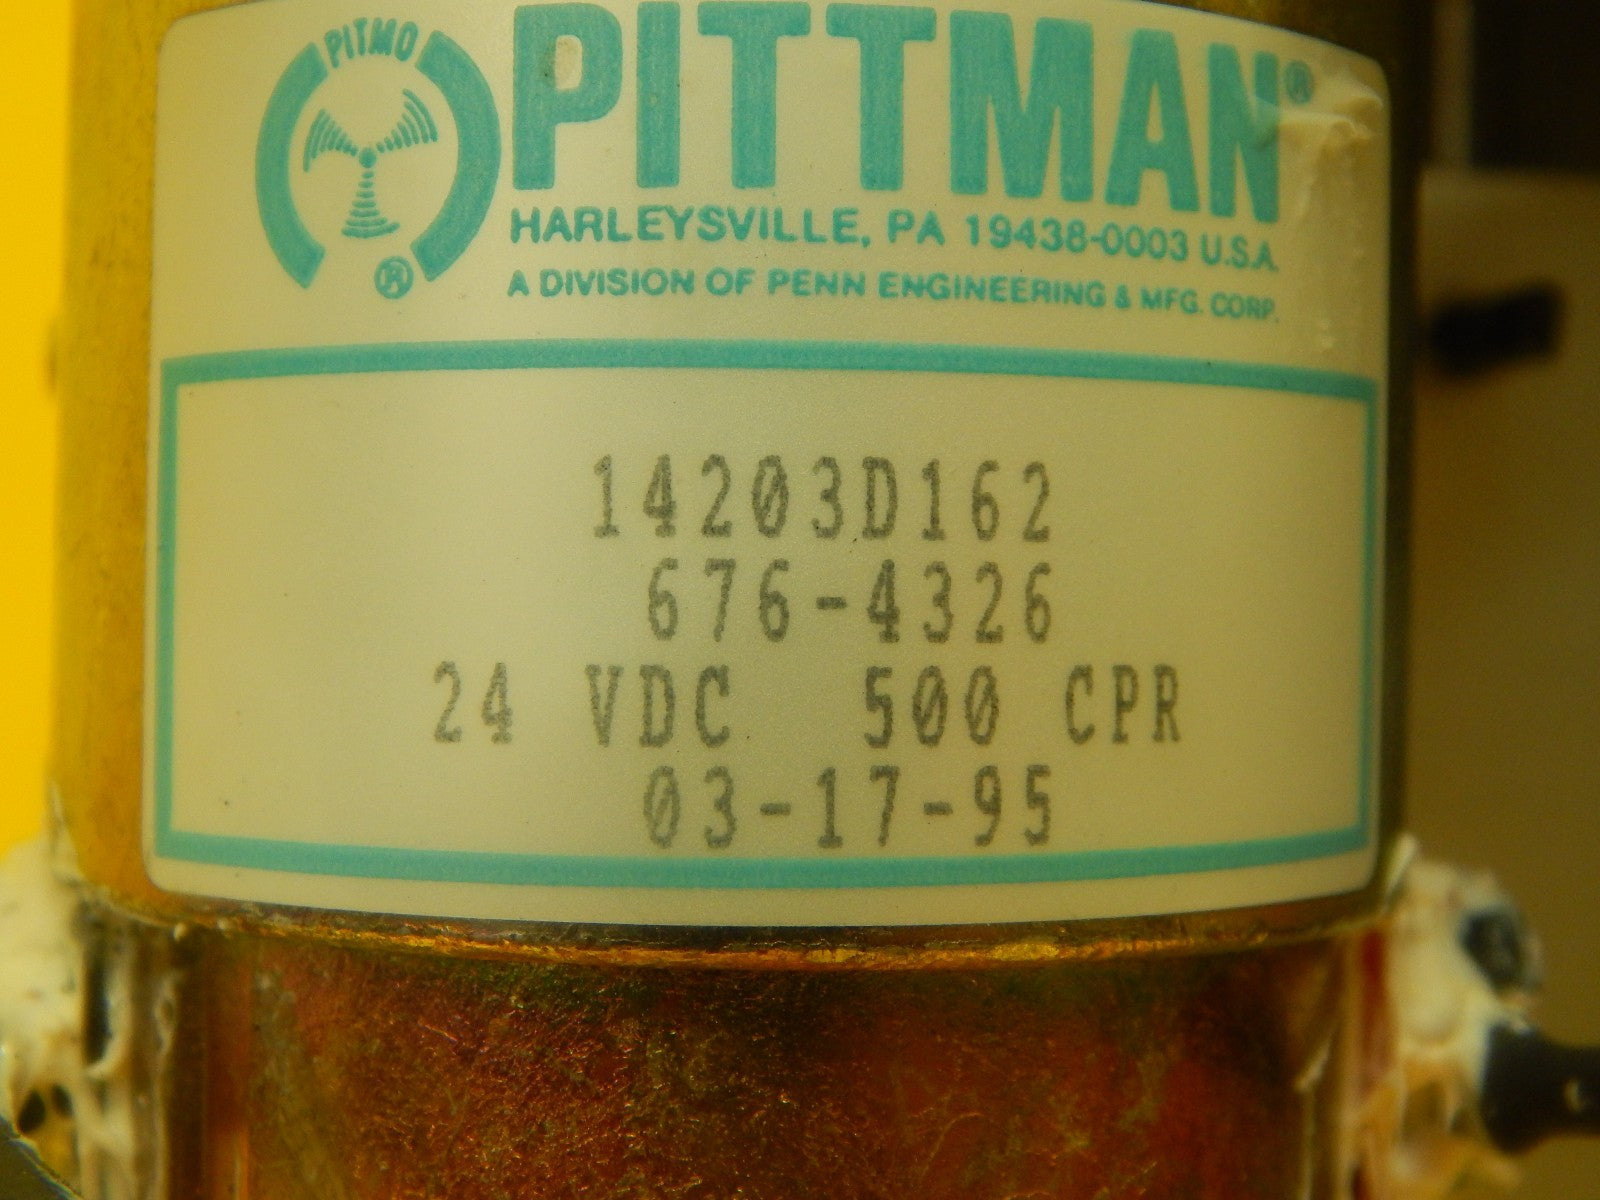 PITMO
PITTMAN®
HARLEYSVILLE, PA 19438-0003 U.S.A.
A DIVISION OF PENN ENGINEERING & MFG. CORP.
®
14203D162
676-4326
24 VDC 500 CPR
03-17-95